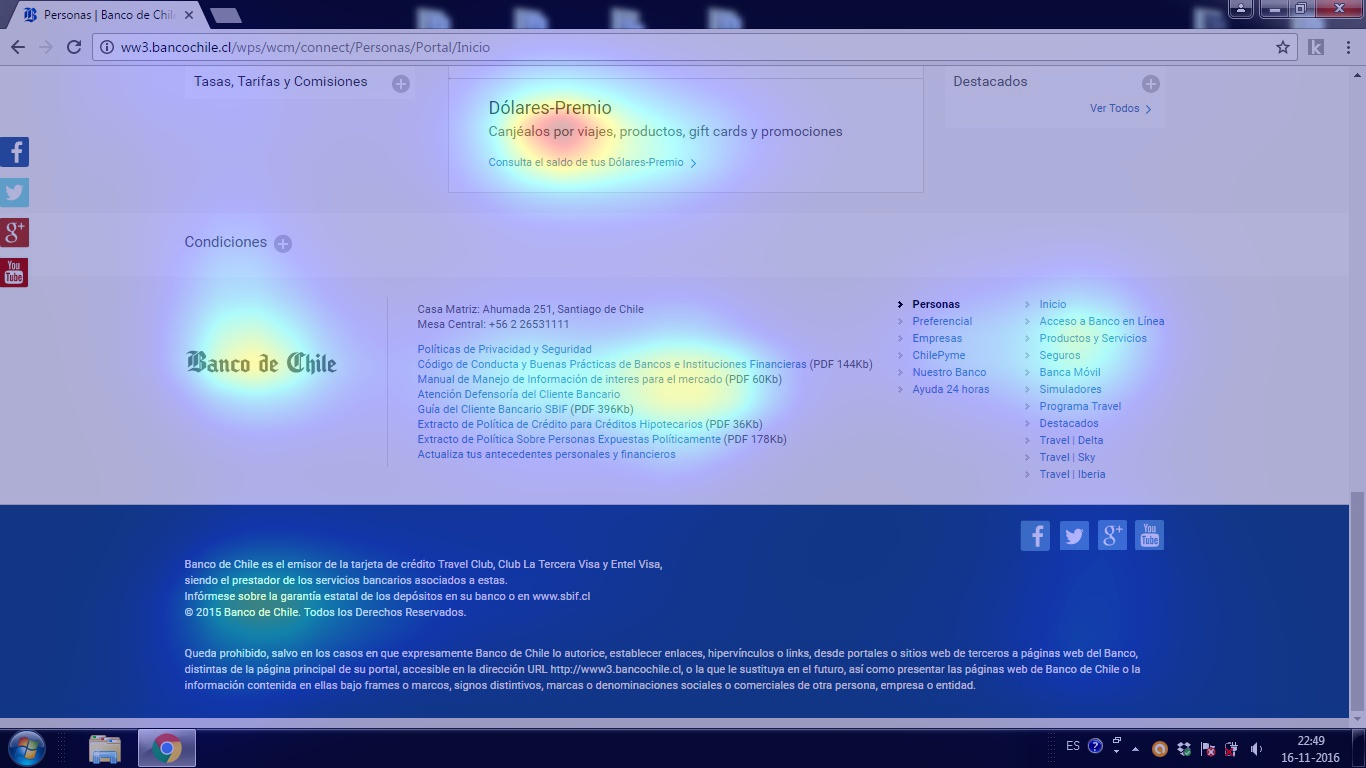 Personas | Banco de Chile
ww3.bancochile.cl/wps/wcm/connect/Personas/Portal/Inicio
Tasas, Tarifas y Comisiones
Dólares-Premio
Canjéalos por viajes, productos, gift cards y promociones
Consulta el saldo de tus Dólares-Premio
Destacados
Ver Todos
Condiciones
Banco de Chile
Casa Matriz: Ahumada 251, Santiago de Chile
Mesa Central: +56 2 26531111
Políticas de Privacidad y Seguridad
Código de Conducta y Buenas Prácticas de Bancos e Instituciones Financieras (PDF 144Kb)
Manual de Manejo de Información de interes para el mercado (PDF 60Kb)
Atención Defensoría del Cliente Bancario
Guía del Cliente Bancario SBIF (PDF 396Kb)
Extracto de Política de Crédito para Créditos Hipotecarios (PDF 36Kb)
Extracto de Política Sobre Personas Expuestas Políticamente (PDF 178Kb)
Actualiza tus antecedentes personales y financieros
Personas
Preferencial
Empresas
ChilePyme
Nuestro Banco
Ayuda 24 horas
Inicio
Acceso a Banco en Línea
Productos y Servicios
Seguros
Banca Móvil
Simuladores
Programa Travel
Destacados
Travel | Delta
Travel | Sky
Travel | Iberia
You Tube
You Tube
Banco de Chile es el emisor de la tarjeta de crédito Travel Club, Club La Tercera Visa y Entel Visa,
siendo el prestador de los servicios bancarios asociados a estas.
Infórmese sobre la garantía estatal de los depósitos en su banco o en www.sbif.cl
© 2015 Banco de Chile. Todos los Derechos Reservados.
Queda prohibido, salvo en los casos en que expresamente Banco de Chile lo autorice, establecer enlaces, hipervínculos o links, desde portales o sitios web de terceros a páginas web del Banco,
distintas de la página principal de su portal, accesible en la dirección URL http://www3.bancochile.cl, o la que le sustituya en el futuro, así como presentar las páginas web de Banco de Chile o la
información contenida en ellas bajo frames o marcos, signos distintivos, marcas o denominaciones sociales o comerciales de otra persona, empresa o entidad.
ES
22:49
16-11-2016